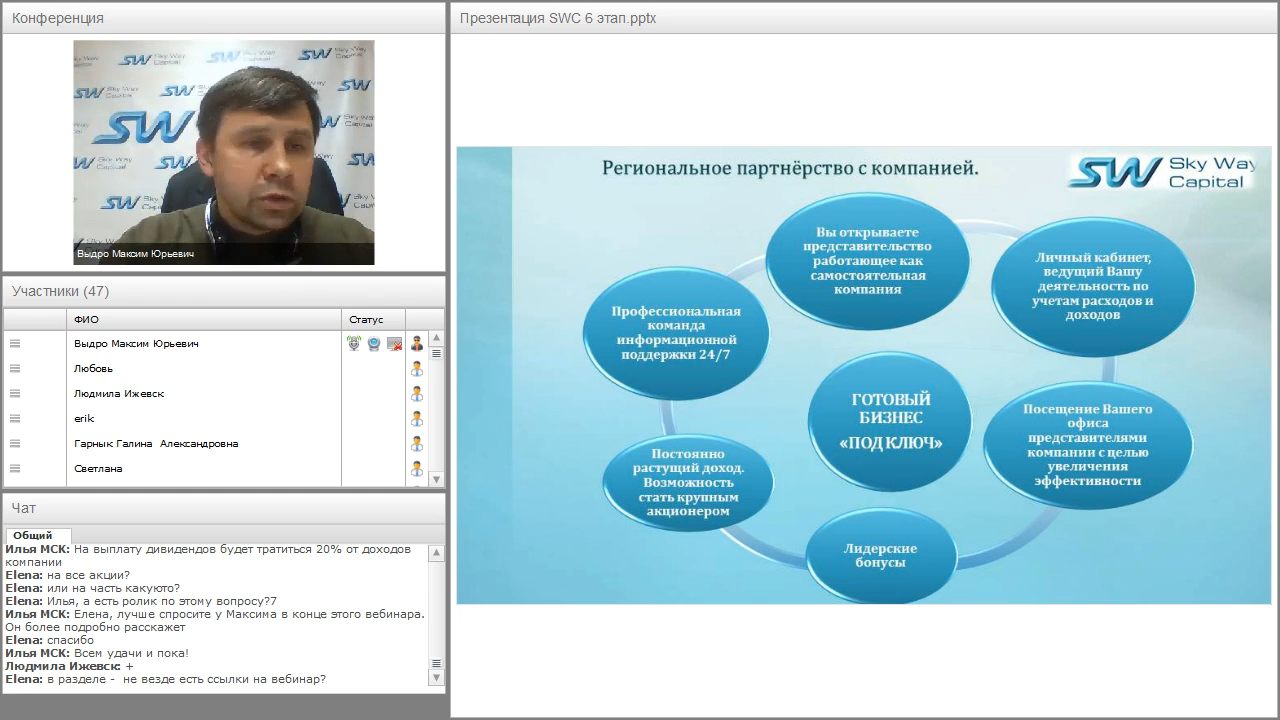 Конференция
Sky Way
Capital
SW
Выдро Максим Юрьевич
Участники (47)
ФИО
Статус
Выдро Максим Юрьевич
Любовь
Людмила Ижевск
erik
Гарнык Галина Александровна
Светлана
Чат
Общий
Илья МСК: На выплату дивидендов будет тратиться 20% от доходов
компании
Elena: на все акции?
Elena: или на часть какуюто?
Elena: Илья, а есть ролик по этому вопросу?7
Илья МСК: Елена, лучше спросите у Максима в конце этого вебинара.
Он более подробно расскажет
Elena: спасибо
Илья МСК: Всем удачи и пока!
Людмила Ижевск: +
Elena: в разделе - не везде есть ссылки на вебинар?
Презентация SWC 6 этап.pptx
Региональное партнёрство с компанией.
SW Sky Way
Capital
Вы открываете
представительство
работающее как
самостоятельная
компания
Личный кабинет,
ведущий Вашу
деятельность по
учетам расходов и
доходов
Посещение Вашего
офиса
представителями
компании с целью
увеличения
эффективности
Лидерские
бонусы
Постоянно
растущий доход.
Возможность
стать крупным
акционером
Профессиональная
команда
информационной
поддержки 24/7
ГОТОВЫЙ
БИЗНЕС
«ПОД КЛЮЧ»